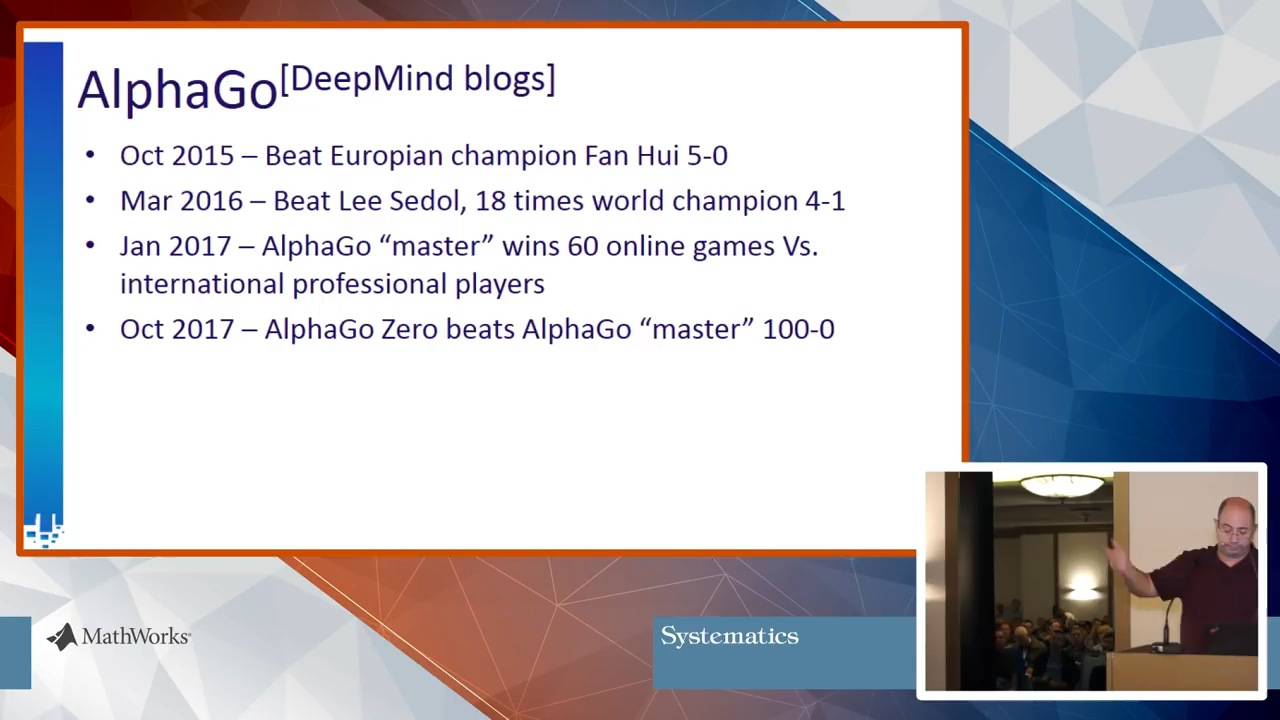 AlphaGo[DeepMind blogs]
• Oct 2015 – Beat Europian champion Fan Hui 5-0
• Mar 2016 – Beat Lee Sedol, 18 times world champion 4-1
• Jan 2017 – AlphaGo “master” wins 60 online games Vs.
international professional players
• Oct 2017 – AlphaGo Zero beats AlphaGo “master” 100-0
MathWorks®
Systematics